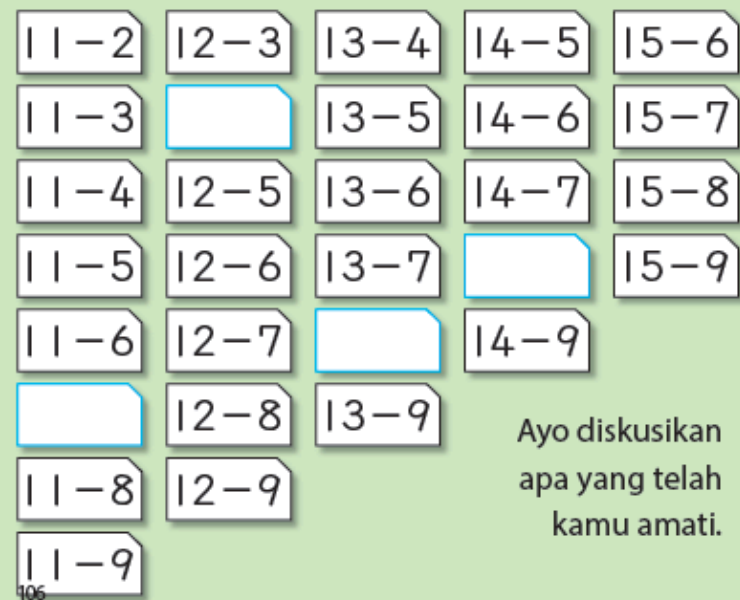 11−2 12−3 13−4 14−5 15−6
11−3 13−5 14−6 15−7
11−4 12−5 13−6 14−7 15−8
11−5 12−6 13−7 15−9
11−6 12−7 14−9
12−8 13−9
11−8 12−9
11−9
Ayo diskusikan
apa yang telah
kamu amati.
106